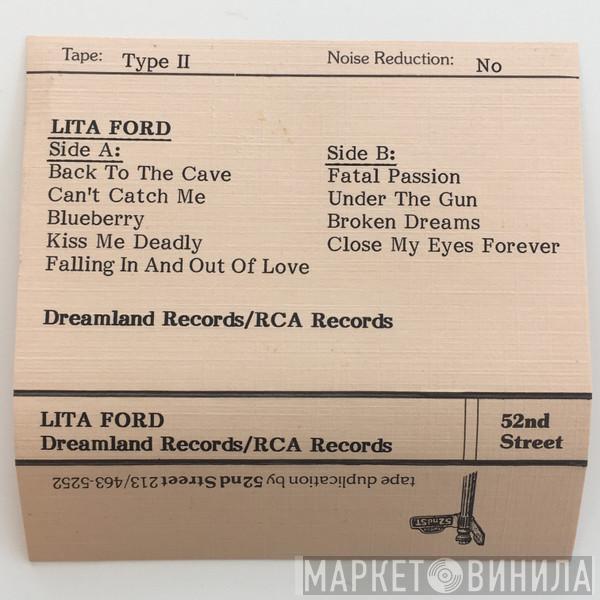 Tape: Type II
Noise Reduction: No
LITA FORD
Side A:
Back To The Cave
Can't Catch Me
Blueberry
Kiss Me Deadly
Falling In And Out Of Love
Side B:
Fatal Passion
Under The Gun
Broken Dreams
Close My Eyes Forever
Dreamland Records/RCA Records
LITA FORD
Dreamland Records/RCA Records
52nd
Street
tape duplication by 52nd Street 213/463-5252
52nd ST
МАРКЕТ ВИНИЛА